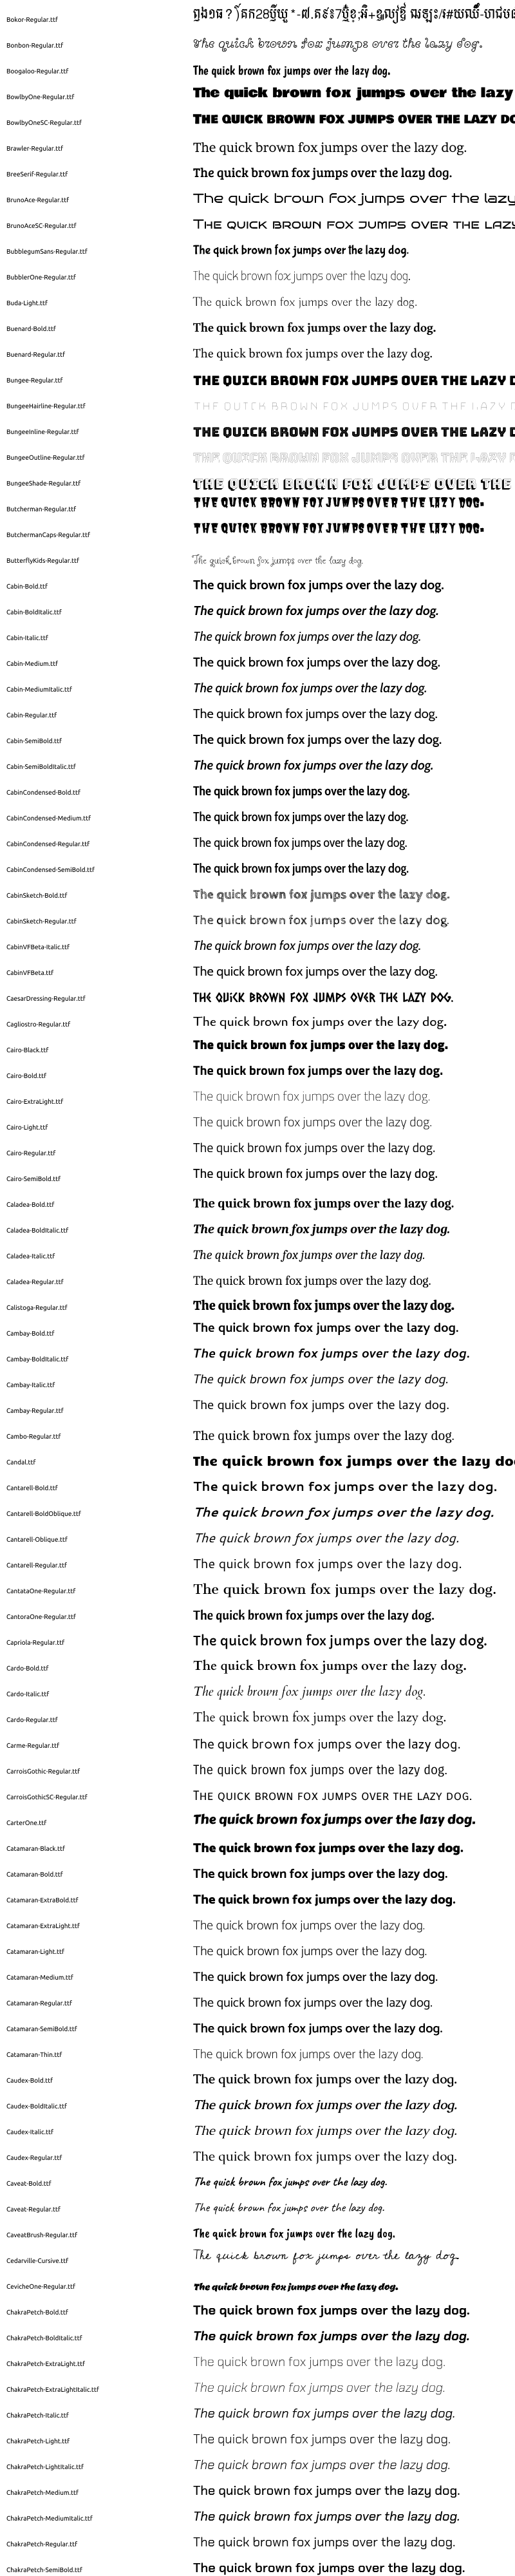 Bokor-Regular.ttf
Bonbon-Regular.ttf The quick brown fox jumps over the lazy dog.
Boogaloo-Regular.ttf The quick brown fox jumps over the lazy dog.
BowlbyOne-Regular.ttf The quick brown fox jumps over the lazy
BowlbyOneSC-Regular.ttf THE QUICK BROWN FOX JUMPS OVER THE LAZY DO
Brawler-Regular.ttf The quick brown fox jumps over the lazy dog.
BreeSerif-Regular.ttf The quick brown fox jumps over the lazy dog.
BrunoAce-Regular.ttf The quick brown fox jumps over the lazy
BrunoAceSC-Regular.ttf THE QUICK BROWN FOX JUMPS OVER THE LAZY
BubblegumSans-Regular.ttf The quick brown fox jumps over the lazy dog.
BubblerOne-Regular.ttf The quick brown fox jumps over the lazy dog.
Buda-Light.ttf The quick brown fox jumps over the lazy dog.
Buenard-Bold.ttf The quick brown fox jumps over the lazy dog.
Buenard-Regular.ttf The quick brown fox jumps over the lazy dog.
Bungee-Regular.ttf THE QUICK BROWN FOX JUMPS OVER THE LAZY D
BungeeHairline-Regular.ttf THE QUICK BROWN FOX JUMPS OVER THE LAZY
BungeeInline-Regular.ttf THE QUICK BROWN FOX JUMPS OVER THE LAZY D
BungeeOutline-Regular.ttf THE QUICK BROWN FOX JUMPS OVER THE LAZY
BungeeShade-Regular.ttf THE QUICK BROWN FOX JUMPS OVER THE
Butcherman-Regular.ttf THE QUICK BROWN FOX JUMPS OVER THE LAZY DOG.
ButchermanCaps-Regular.ttf THE QUICK BROWN FOX JUMPS OVER THE LAZY DOG.
ButterflyKids-Regular.ttf The quick brown fox jumps over the lazy dog.
Cabin-Bold.ttf The quick brown fox jumps over the lazy dog.
Cabin-BoldItalic.ttf The quick brown fox jumps over the lazy dog.
Cabin-Italic.ttf The quick brown fox jumps over the lazy dog.
Cabin-Medium.ttf The quick brown fox jumps over the lazy dog.
Cabin-MediumItalic.ttf The quick brown fox jumps over the lazy dog.
Cabin-Regular.ttf The quick brown fox jumps over the lazy dog.
Cabin-SemiBold.ttf The quick brown fox jumps over the lazy dog.
Cabin-SemiBoldItalic.ttf The quick brown fox jumps over the lazy dog.
CabinCondensed-Bold.ttf The quick brown fox jumps over the lazy dog.
CabinCondensed-Medium.ttf The quick brown fox jumps over the lazy dog.
CabinCondensed-Regular.ttf The quick brown fox jumps over the lazy dog.
CabinCondensed-SemiBold.ttf The quick brown fox jumps over the lazy dog.
CabinSketch-Bold.ttf The quick brown fox jumps over the lazy dog.
CabinSketch-Regular.ttf The quick brown fox jumps over the lazy dog.
CabinVFBeta-Italic.ttf The quick brown fox jumps over the lazy dog.
CabinVFBeta.ttf The quick brown fox jumps over the lazy dog.
CaesarDressing-Regular.ttf THE QUiCK BROWN FOX JUMPS OVER THE LAZY DOG.
Cagliostro-Regular.ttf The quick brown fox jumps over the lazy dog.
Cairo-Black.ttf The quick brown fox jumps over the lazy dog.
Cairo-Bold.ttf The quick brown fox jumps over the lazy dog.
Cairo-ExtraLight.ttf The quick brown fox jumps over the lazy dog.
Cairo-Light.ttf The quick brown fox jumps over the lazy dog.
Cairo-Regular.ttf The quick brown fox jumps over the lazy dog.
Cairo-SemiBold.ttf The quick brown fox jumps over the lazy dog.
Caladea-Bold.ttf The quick brown fox jumps over the lazy dog.
Caladea-BoldItalic.ttf The quick brown fox jumps over the lazy dog.
Caladea-Italic.ttf The quick brown fox jumps over the lazy dog.
Caladea-Regular.ttf The quick brown fox jumps over the lazy dog.
Calistoga-Regular.ttf The quick brown fox jumps over the lazy dog.
Cambay-Bold.ttf The quick brown fox jumps over the lazy dog.
Cambay-BoldItalic.ttf The quick brown fox jumps over the lazy dog.
Cambay-Italic.ttf The quick brown fox jumps over the lazy dog.
Cambay-Regular.ttf The quick brown fox jumps over the lazy dog.
Cambo-Regular.ttf The quick brown fox jumps over the lazy dog.
Candal.ttf The quick brown fox jumps over the lazy do
Cantarell-Bold.ttf The quick brown fox jumps over the lazy dog.
Cantarell-BoldOblique.ttf The quick brown fox jumps over the lazy dog.
Cantarell-Oblique.ttf The quick brown fox jumps over the lazy dog.
Cantarell-Regular.ttf The quick brown fox jumps over the lazy dog.
CantataOne-Regular.ttf The quick brown fox jumps over the lazy dog.
CantoraOne-Regular.ttf The quick brown fox jumps over the lazy dog.
Capriola-Regular.ttf The quick brown fox jumps over the lazy dog.
Cardo-Bold.ttf The quick brown fox jumps over the lazy dog.
Cardo-Italic.ttf The quick brown fox jumps over the lazy dog.
Cardo-Regular.ttf The quick brown fox jumps over the lazy dog.
Carme-Regular.ttf The quick brown fox jumps over the lazy dog.
CarroisGothic-Regular.ttf The quick brown fox jumps over the lazy dog.
CarroisGothicSC-Regular.ttf THE QUICK BROWN FOX JUMPS OVER THE LAZY DOG.
CarterOne.ttf The quick brown fox jumps over the lazy dog.
Catamaran-Black.ttf The quick brown fox jumps over the lazy dog.
Catamaran-Bold.ttf The quick brown fox jumps over the lazy dog.
Catamaran-ExtraBold.ttf The quick brown fox jumps over the lazy dog.
Catamaran-ExtraLight.ttf The quick brown fox jumps over the lazy dog.
Catamaran-Light.ttf The quick brown fox jumps over the lazy dog.
Catamaran-Medium.ttf The quick brown fox jumps over the lazy dog.
Catamaran-Regular.ttf The quick brown fox jumps over the lazy dog.
Catamaran-SemiBold.ttf The quick brown fox jumps over the lazy dog.
Catamaran-Thin.ttf The quick brown fox jumps over the lazy dog.
Caudex-Bold.ttf The quick brown fox jumps over the lazy dog.
Caudex-BoldItalic.ttf The quick brown fox jumps over the lazy dog.
Caudex-Italic.ttf The quick brown fox jumps over the lazy dog.
Caudex-Regular.ttf The quick brown fox jumps over the lazy dog.
Caveat-Bold.ttf The quick brown fox jumps over the lazy dog.
Caveat-Regular.ttf The quick brown fox jumps over the lazy dog.
CaveatBrush-Regular.ttf The quick brown fox jumps over the lazy dog.
Cedarville-Cursive.ttf The quick brown fox jumps over the lazy dog.
CevicheOne-Regular.ttf The quick brown fox jumps over the lazy dog.
ChakraPetch-Bold.ttf The quick brown fox jumps over the lazy dog.
ChakraPetch-BoldItalic.ttf The quick brown fox jumps over the lazy dog.
ChakraPetch-ExtraLight.ttf The quick brown fox jumps over the lazy dog.
ChakraPetch-ExtraLightItalic.ttf The quick brown fox jumps over the lazy dog.
ChakraPetch-Italic.ttf The quick brown fox jumps over the lazy dog.
ChakraPetch-Light.ttf The quick brown fox jumps over the lazy dog.
ChakraPetch-LightItalic.ttf The quick brown fox jumps over the lazy dog.
ChakraPetch-Medium.ttf The quick brown fox jumps over the lazy dog.
ChakraPetch-MediumItalic.ttf The quick brown fox jumps over the lazy dog.
ChakraPetch-Regular.ttf The quick brown fox jumps over the lazy dog.
ChakraPetch-SemiBold.ttf The quick brown fox jumps over the lazy dog.